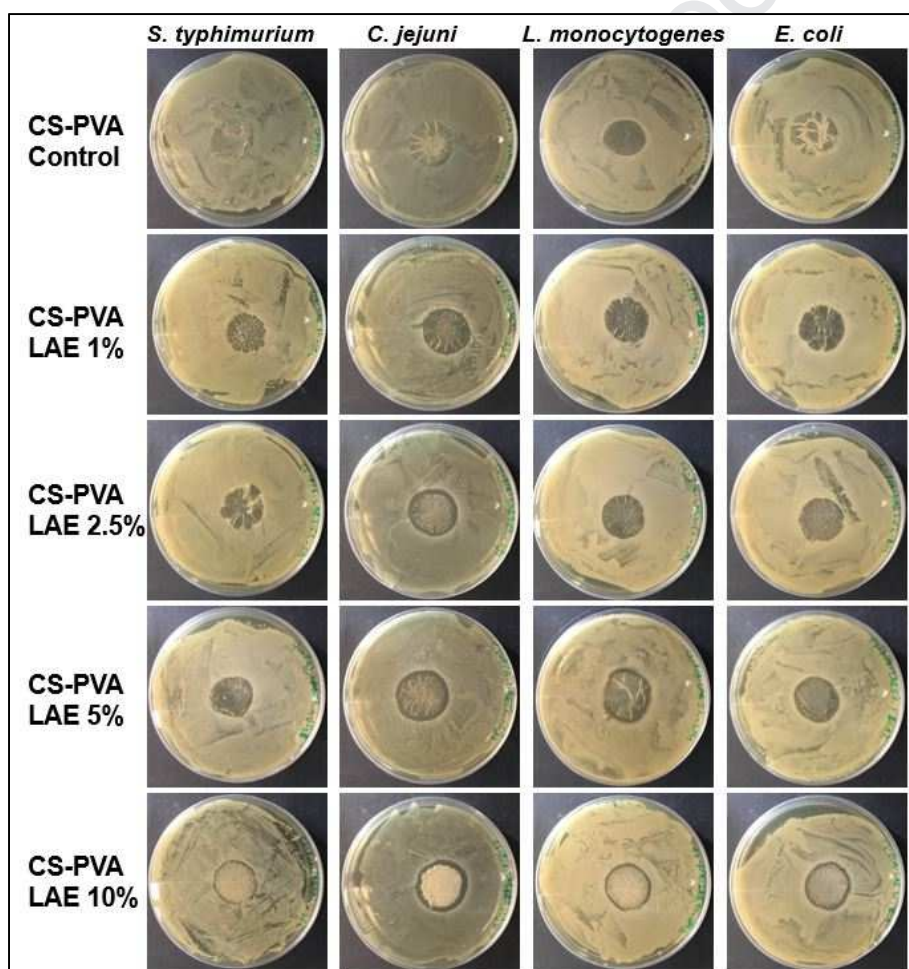 S. typhimurium C. jejuni L. monocytogenes E. coli
CS-PVA
Control
CS-PVA
LAE 1%
CS-PVA
LAE 2.5%
CS-PVA
LAE 5%
CS-PVA
LAE 10%